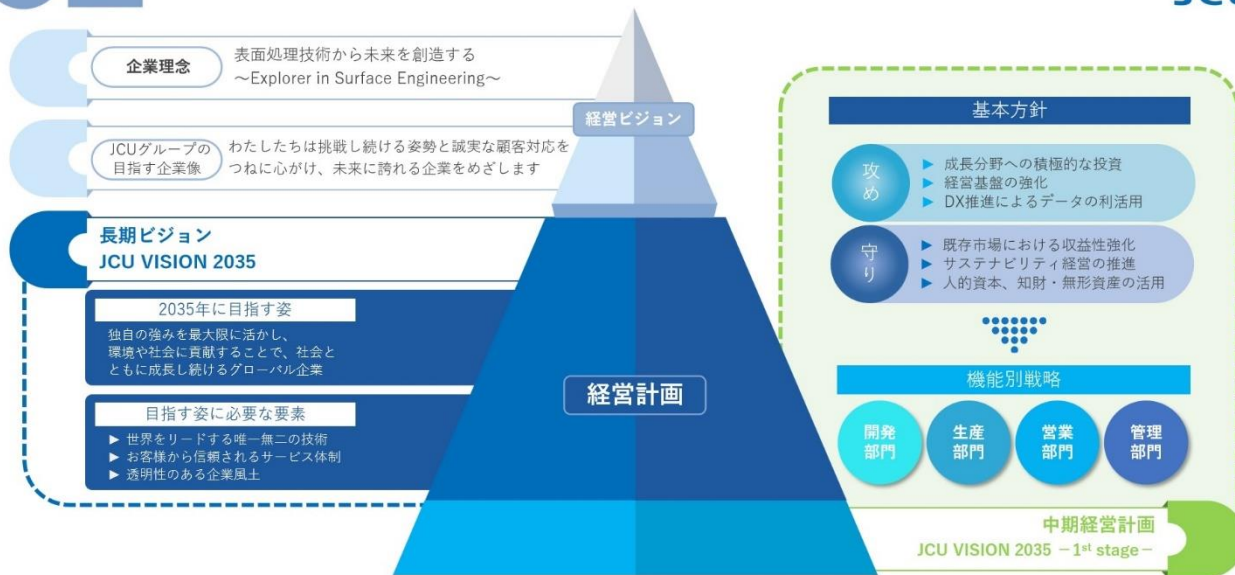 企業理念
表面処理技術から未来を創造する
～Explorer in Surface Engineering～
JCUグループの
目指す企業像
わたしたちは挑戦し続ける姿勢と誠実な顧客対応を
つねに心がけ、未来に誇れる企業をめざします
経営ビジョン
長期ビジョン
JCU VISION 2035
2035年に目指す姿
独自の強みを最大限に活かし、
環境や社会に貢献することで、社会と
ともに成長し続けるグローバル企業
目指す姿に必要な要素
▶ 世界をリードする唯一無二の技術
▶ お客様から信頼されるサービス体制
▶ 透明性のある企業風土
経営計画
基本方針
攻め
▶ 成長分野への積極的な投資
▶ 経営基盤の強化
▶ DX推進によるデータの利活用
守り
▶ 既存市場における収益性強化
▶ サステナビリティ経営の推進
▶ 人的資本、知財・無形資産の活用
機能別戦略
開発
部門
生産
部門
営業
部門
管理
部門
中期経営計画
JCU VISION 2035 －1st stage－